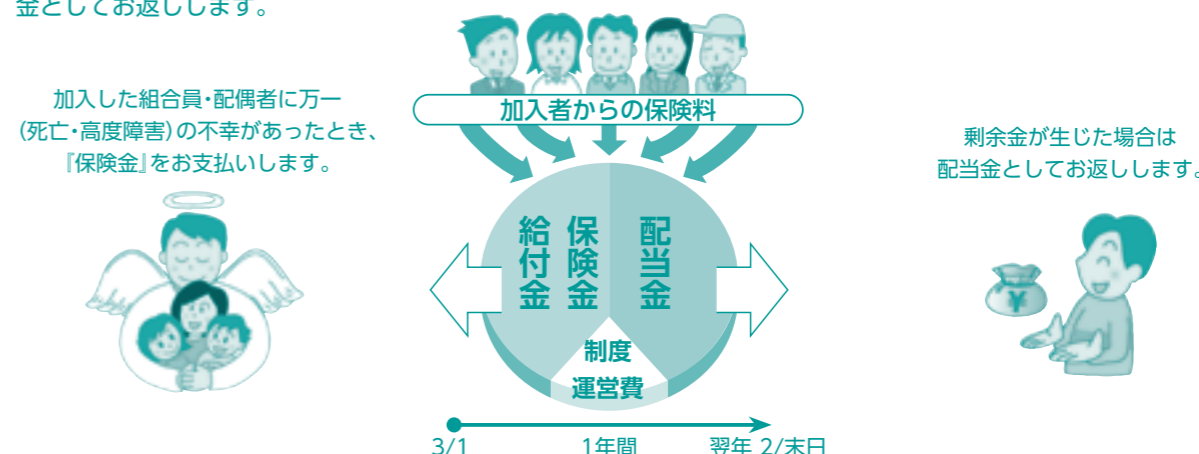 金としてお返しします。
加入した組合員・配偶者に万一
（死亡・高度障害）の不幸があったとき、
『保険金』をお支払いします。
加入者からの保険料
剰余金が生じた場合は
配当金としてお返しします。
給付金
保険金
配当金
¥
制度
運営費
3/1 1年間 翌年 2/末日